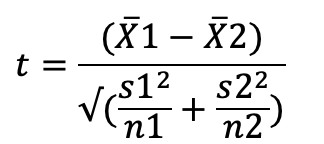 t = (X̄1 − X̄2) / √(s1²/n1 + s2²/n2)